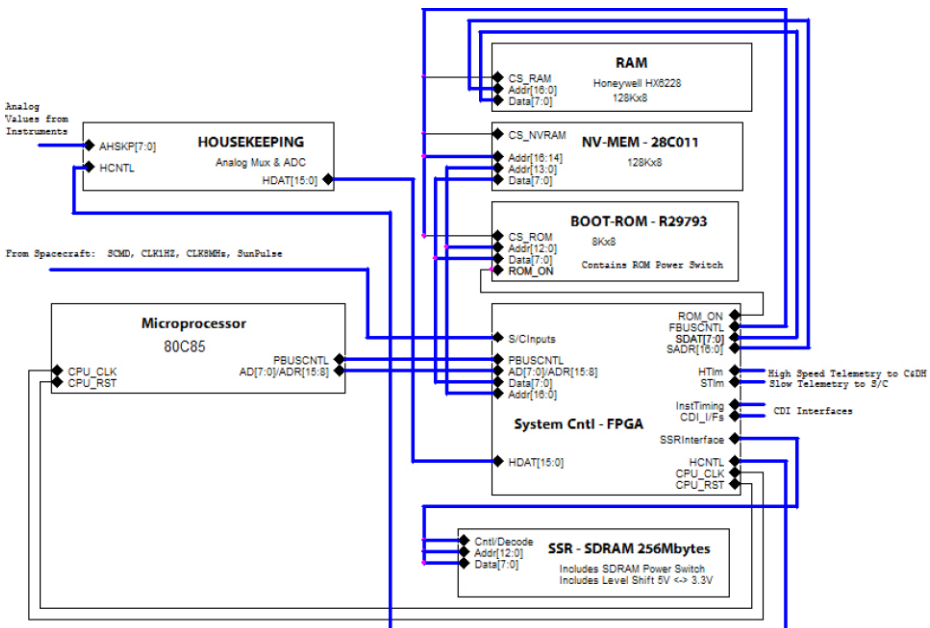 RAM
Honeywell HX6228
128Kx8
CS_RAM
Addr[16:0]
Data[7:0]
Analog
Values from
Instruments
HOUSEKEEPING
Analog Mux & ADC
AHSKP[7:0]
HCNTL
HDAT[15:0]
CS_NVRAM
NV-MEM - 28C011
128Kx8
Addr[16:14]
Addr[13:0]
Data[7:0]
BOOT-ROM - R29793
8Kx8
Contains ROM Power Switch
CS_ROM
Addr[12:0]
Data[7:0]
ROM_ON
From Spacecraft: SCMD, CLK1HZ, CLK8MHs, SunPulse
Microprocessor
80C85
PBUSCNTL
AD[7:0]/ADR[15:8]
CPU_CLK
CPU_RST
S/CInputs
PBUSCNTL
AD[7:0]/ADR[15:8]
Data[7:0]
Addr[16:0]
System Cntl - FPGA
HDAT[15:0]
ROM_ON
FBUSCNTL
SDAT[7:0]
SADR[16:0]
HTlm
STlm
InstTiming
CDI_I/Fs
SSRInterface
HCNTL
CPU_CLK
CPU_RST
High Speed Telemetry to C&DH
Slow Telemetry to S/C
CDI Interfaces
Cntl/Decode
Addr[12:0]
Data[7:0]
SSR - SDRAM 256Mbytes
Includes SDRAM Power Switch
Includes Level Shift 5V <-> 3.3V